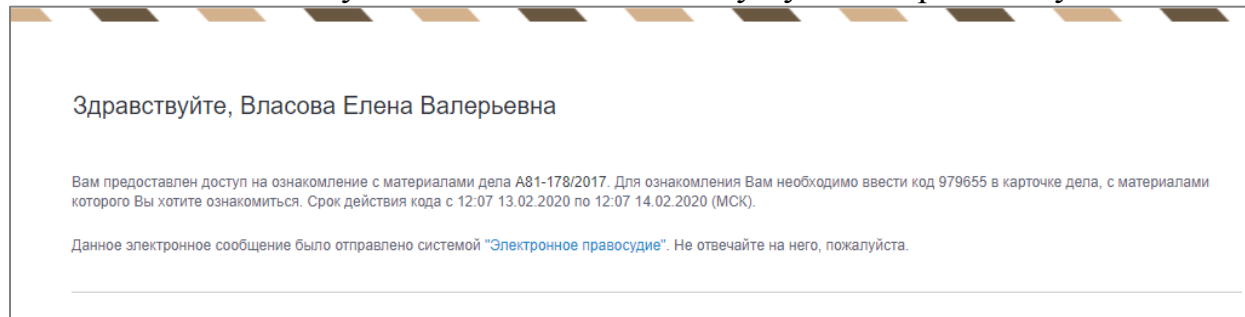 Здравствуйте, Власова Елена Валерьевна
Вам предоставлен доступ на ознакомление с материалами дела А81-178/2017. Для ознакомления Вам необходимо ввести код 979655 в карточке дела, с материалами
которого Вы хотите ознакомиться. Срок действия кода с 12:07 13.02.2020 по 12:07 14.02.2020 (МСК).
Данное электронное сообщение было отправлено системой "Электронное правосудие". Не отвечайте на него, пожалуйста.